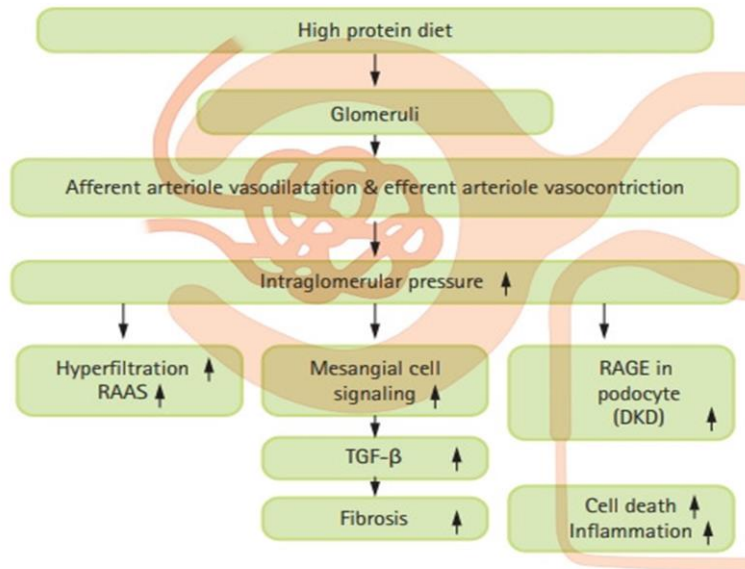 High protein diet
Glomeruli
Afferent arteriole vasodilatation & efferent arteriole vasocontriction
Intraglomerular pressure
Hyperfiltration
RAAS
Mesangial cell
signaling
TGF-β
Fibrosis
RAGE in
podocyte
(DKD)
Cell death
Inflammation